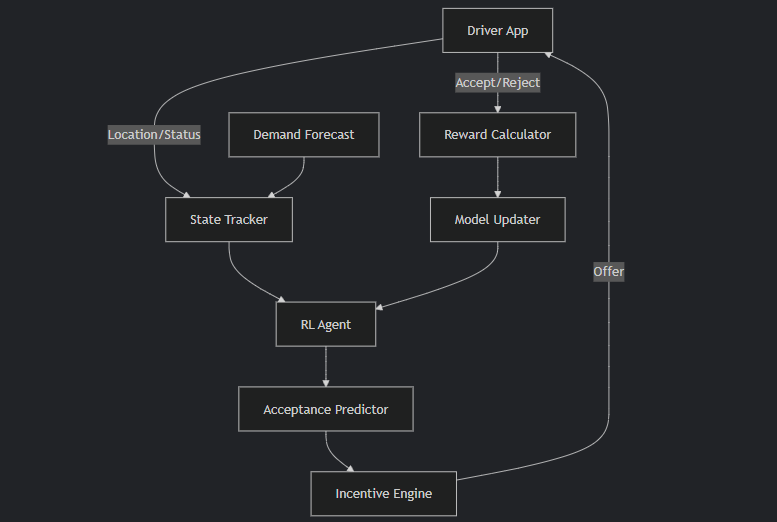 Driver App
Accept/Reject
Location/Status
Demand Forecast
Reward Calculator
State Tracker
Model Updater
Offer
RL Agent
Acceptance Predictor
Incentive Engine